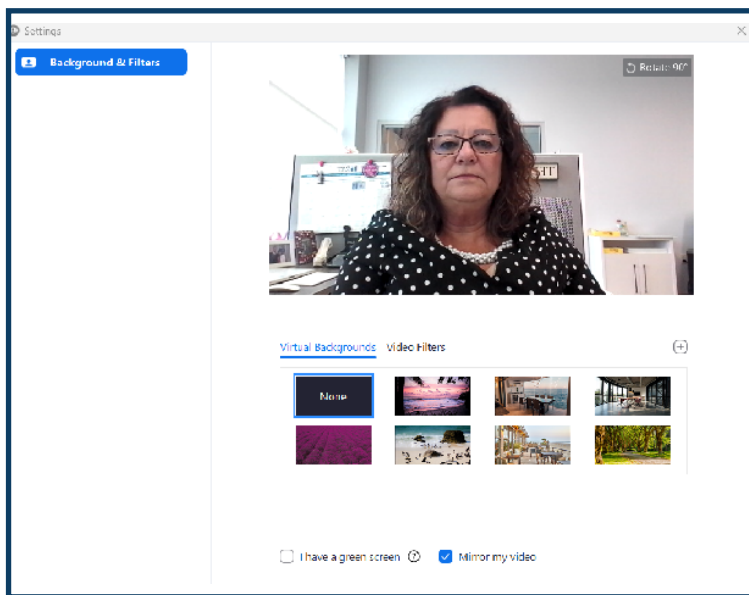 Settings
Background & Filters
Rotate 90°
Virtual Backgrounds Video Filters
None
I have a green screen
Mirror my video